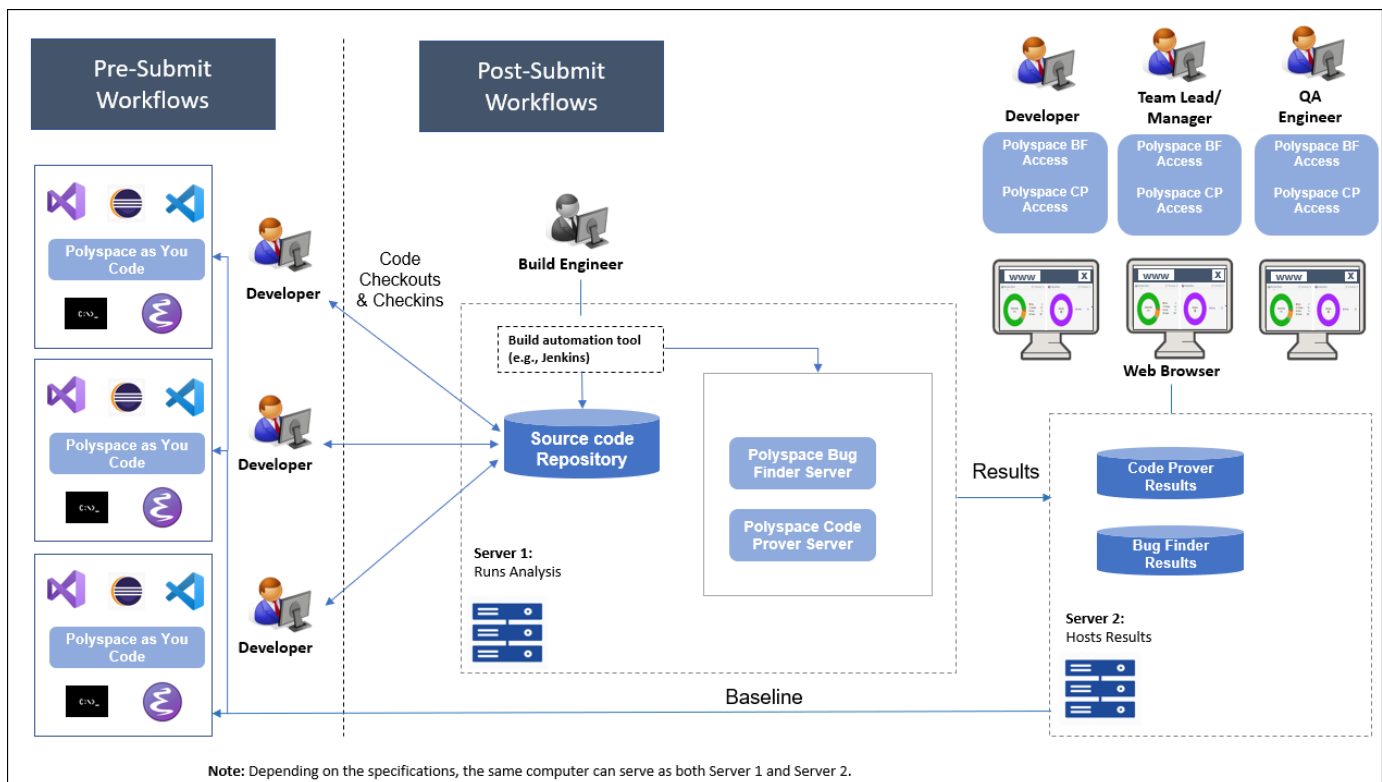 Pre-Submit
Workflows
Post-Submit
Workflows
Developer
Team Lead/
Manager
QA
Engineer
Polyspace BF
Access
Polyspace CP
Access
Polyspace BF
Access
Polyspace CP
Access
Polyspace BF
Access
Polyspace CP
Access
www X
www X
www X
Web Browser
Polyspace as You
Code
C:\>_
Developer
Polyspace as You
Code
C:\>_
Developer
Polyspace as You
Code
C:\>_
Developer
Code
Checkouts
& Checkins
Build Engineer
Build automation tool
(e.g., Jenkins)
Source code
Repository
Polyspace Bug
Finder Server
Polyspace Code
Prover Server
Server 1:
Runs Analysis
Results
Code Prover
Results
Bug Finder
Results
Server 2:
Hosts Results
Baseline
Note: Depending on the specifications, the same computer can serve as both Server 1 and Server 2.